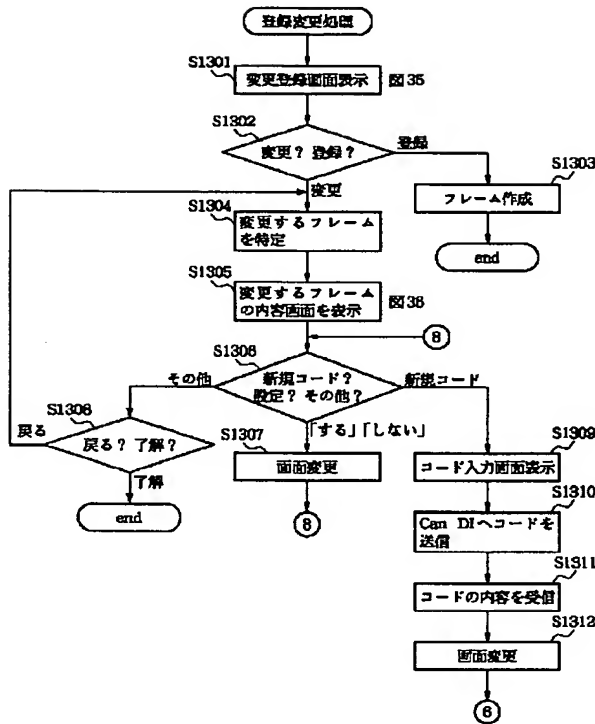 登録変更処理
S1301
変更登録画面表示
図35
S1302
変更？ 登録？
登録
S1303
フレーム作成
end
変更
S1304
変更するフレーム
を特定
S1305
変更するフレーム
の内容画面を表示
図38
8
S1306
新規コード？
設定？ その他？
その他
新規コード
S1308
戻る
戻る？ 了解？
了解
end
「する」「しない」
S1307
画面変更
8
S1309
コード入力画面表示
S1310
Can DIへコードを
送信
S1311
コードの内容を受信
S1312
画面変更
8